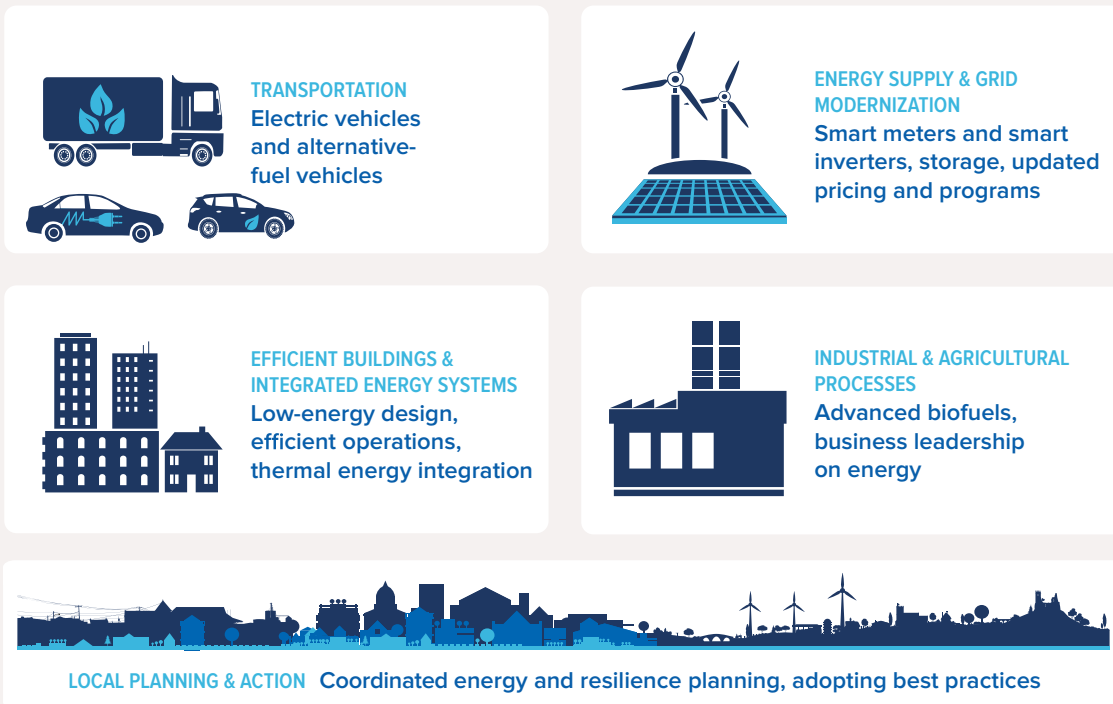 TRANSPORTATION
Electric vehicles
and alternative-
fuel vehicles
ENERGY SUPPLY & GRID
MODERNIZATION
Smart meters and smart
inverters, storage, updated
pricing and programs
EFFICIENT BUILDINGS &
INTEGRATED ENERGY SYSTEMS
Low-energy design,
efficient operations,
thermal energy integration
INDUSTRIAL & AGRICULTURAL
PROCESSES
Advanced biofuels,
business leadership
on energy
LOCAL PLANNING & ACTION Coordinated energy and resilience planning, adopting best practices